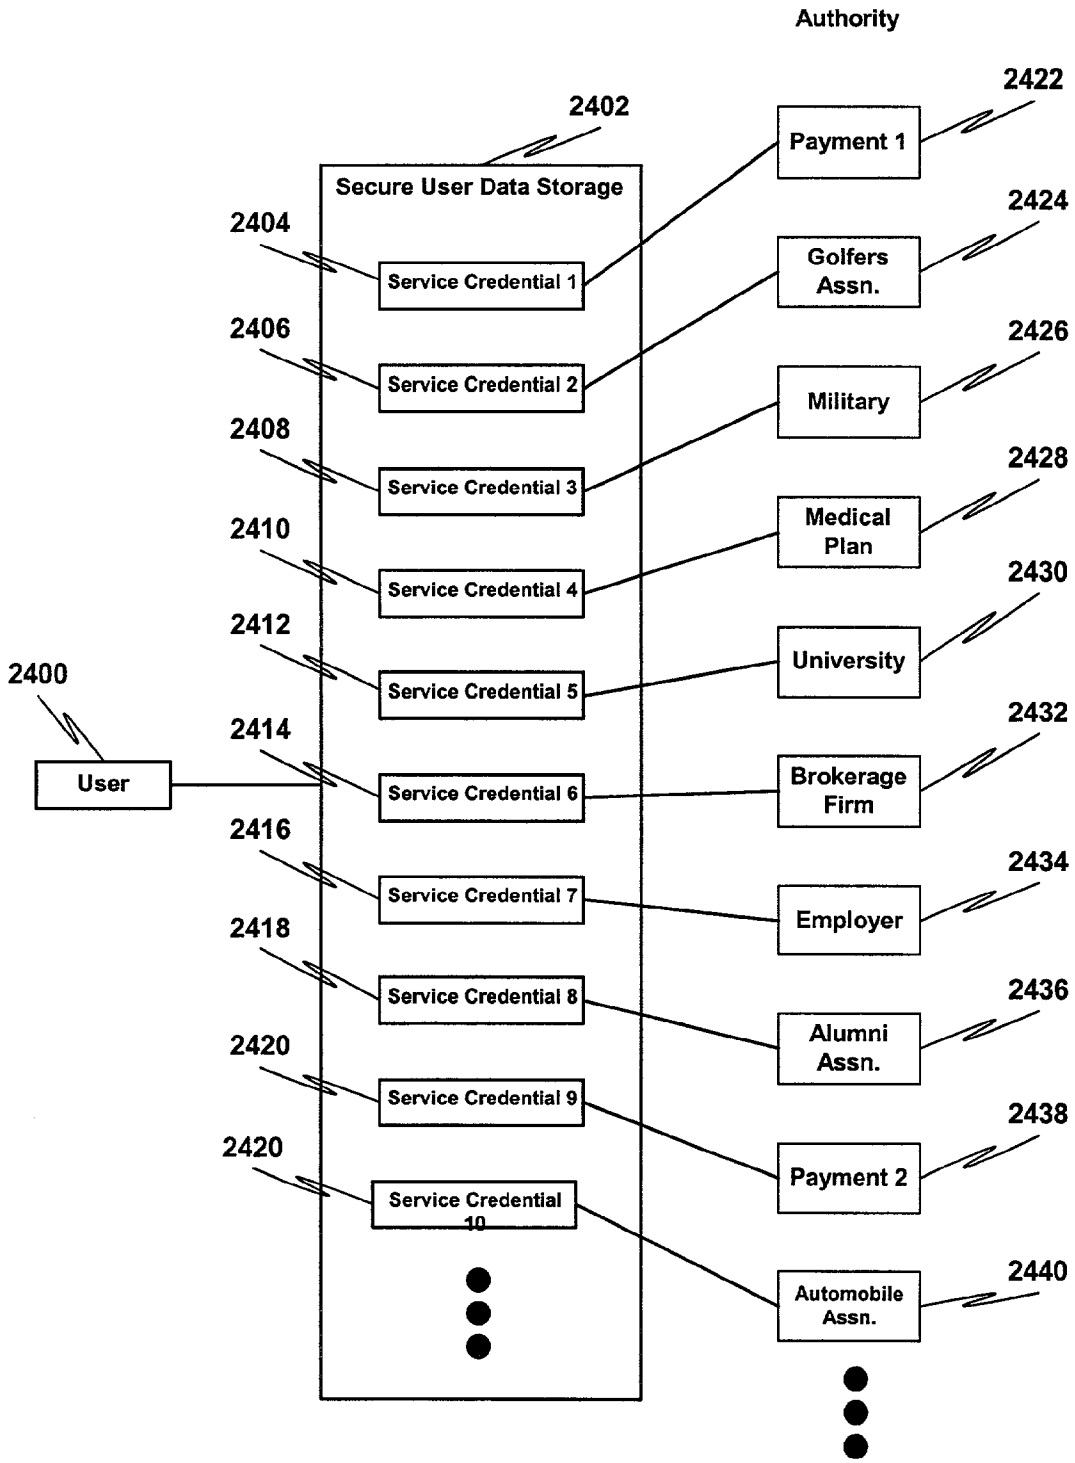 Authority
2422
Payment 1
2402
Secure User Data Storage
2424
Golfers
Assn.
2404
Service Credential 1
2426
Military
2406
Service Credential 2
2408
Service Credential 3
2428
Medical
Plan
2410
Service Credential 4
2430
University
2412
Service Credential 5
2400
User
2414
Service Credential 6
2432
Brokerage
Firm
2416
Service Credential 7
2434
Employer
2418
Service Credential 8
2436
Alumni
Assn.
2420
Service Credential 9
2438
Payment 2
2420
Service Credential
10
2440
Automobile
Assn.